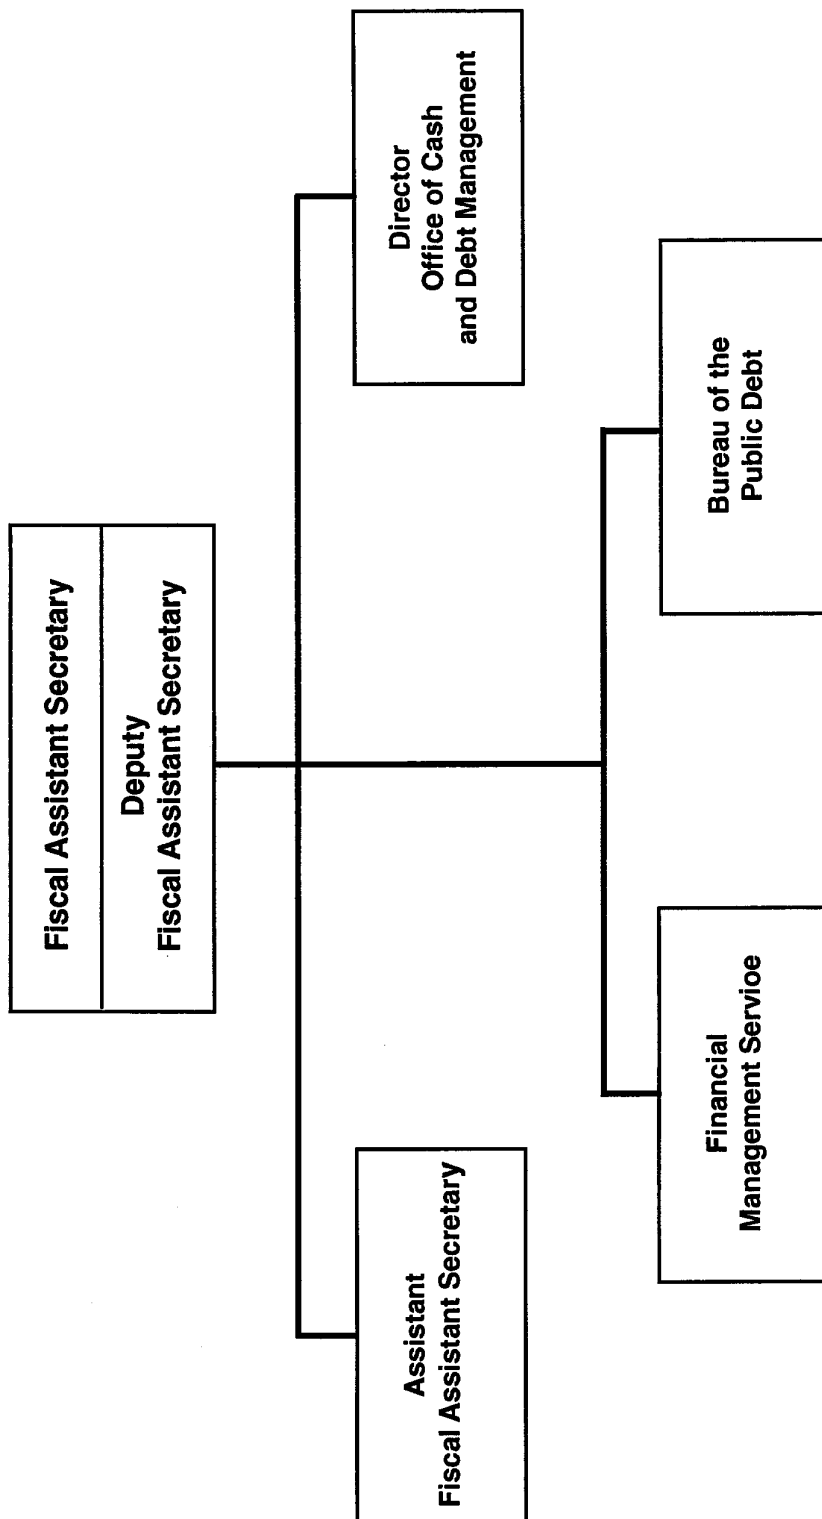 Fiscal Assistant Secretary
Deputy
Fiscal Assistant Secretary
Assistant
Fiscal Assistant Secretary
Director
Office of Cash
and Debt Management
Financial
Management Servioe
Bureau of the
Public Debt